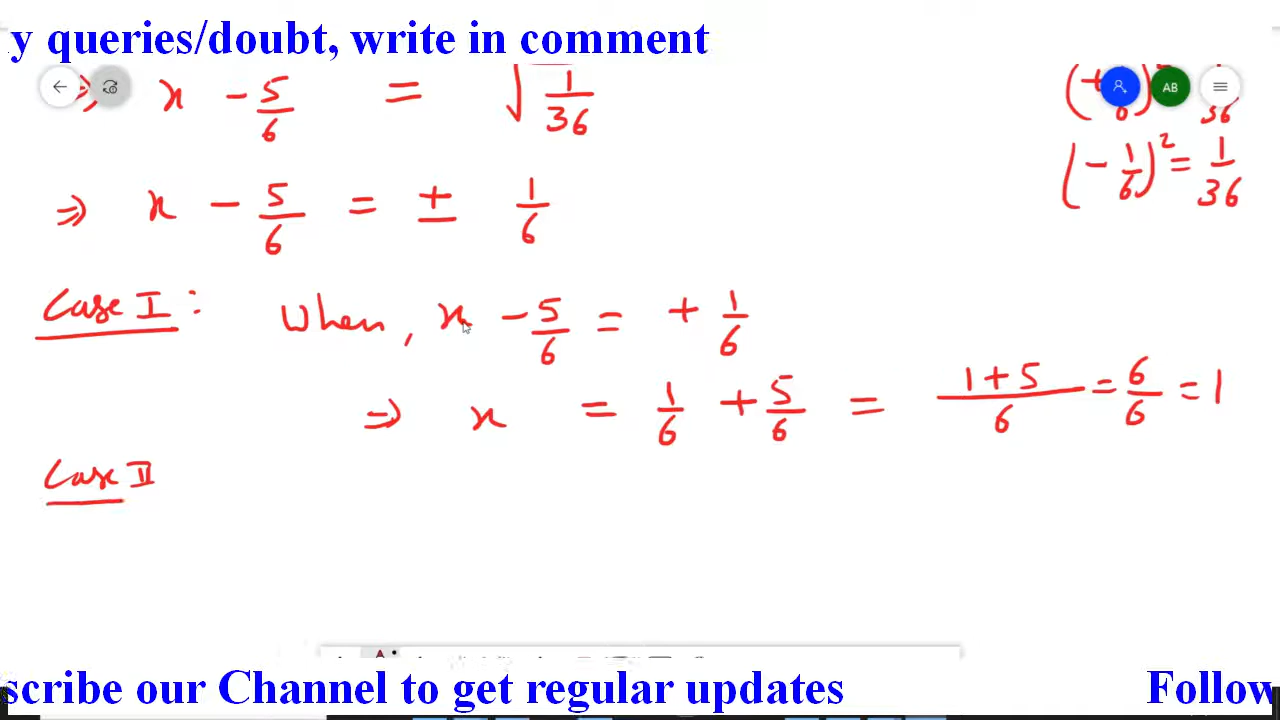 y queries/doubt, write in comment
AB
⇒ x - 5/6 = √1/36
(- 1/6)² = 1/36
⇒ x - 5/6 = ± 1/6
Case I : When, x - 5/6 = + 1/6
⇒ x = 1/6 + 5/6 = 1+5/6 = 6/6 = 1
Case II
scribe our Channel to get regular updates Follow